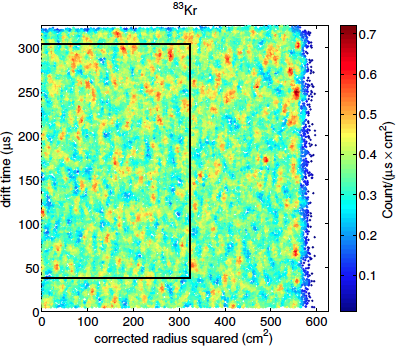 ⁸³Kr
300
250
200
150
100
50
0
drift time (μs)
0 100 200 300 400 500 600
corrected radius squared (cm²)
0.7
0.6
0.5
0.4
0.3
0.2
0.1
Count/(μs × cm²)